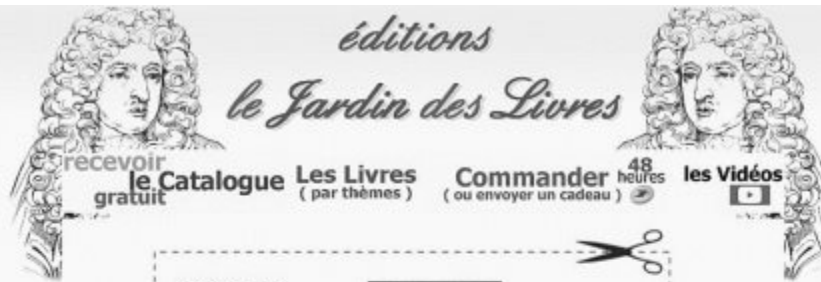 éditions
le Jardin des Livres
recevoir gratuit le Catalogue
Les Livres
( par thèmes )
Commander 48 heures
( ou envoyer un cadeau )
les Vidéos